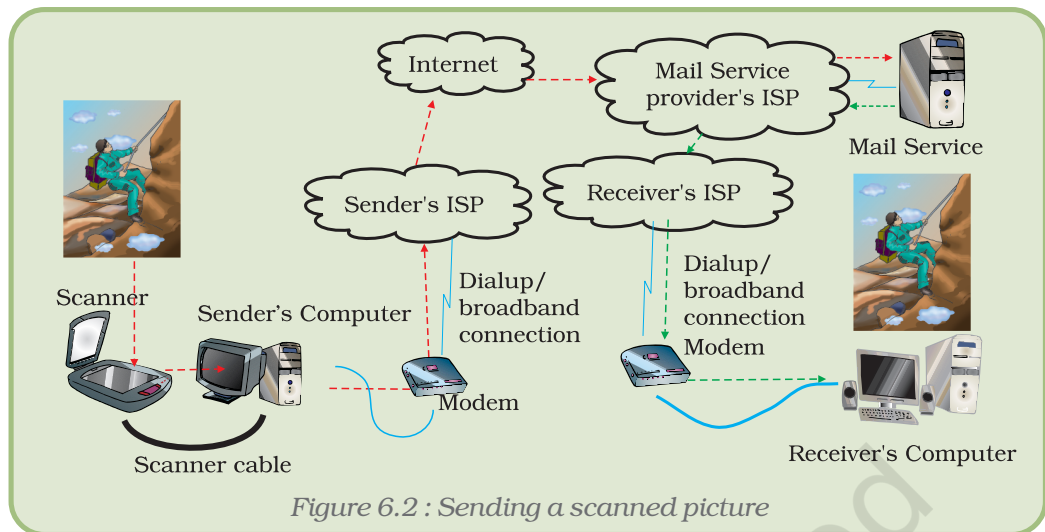 Internet
Mail Service
provider's ISP
Mail Service
Sender's ISP
Receiver's ISP
Scanner
Sender's Computer
Dialup/
broadband
connection
Modem
Dialup/
broadband
connection
Modem
Scanner cable
Receiver's Computer
Figure 6.2 : Sending a scanned picture